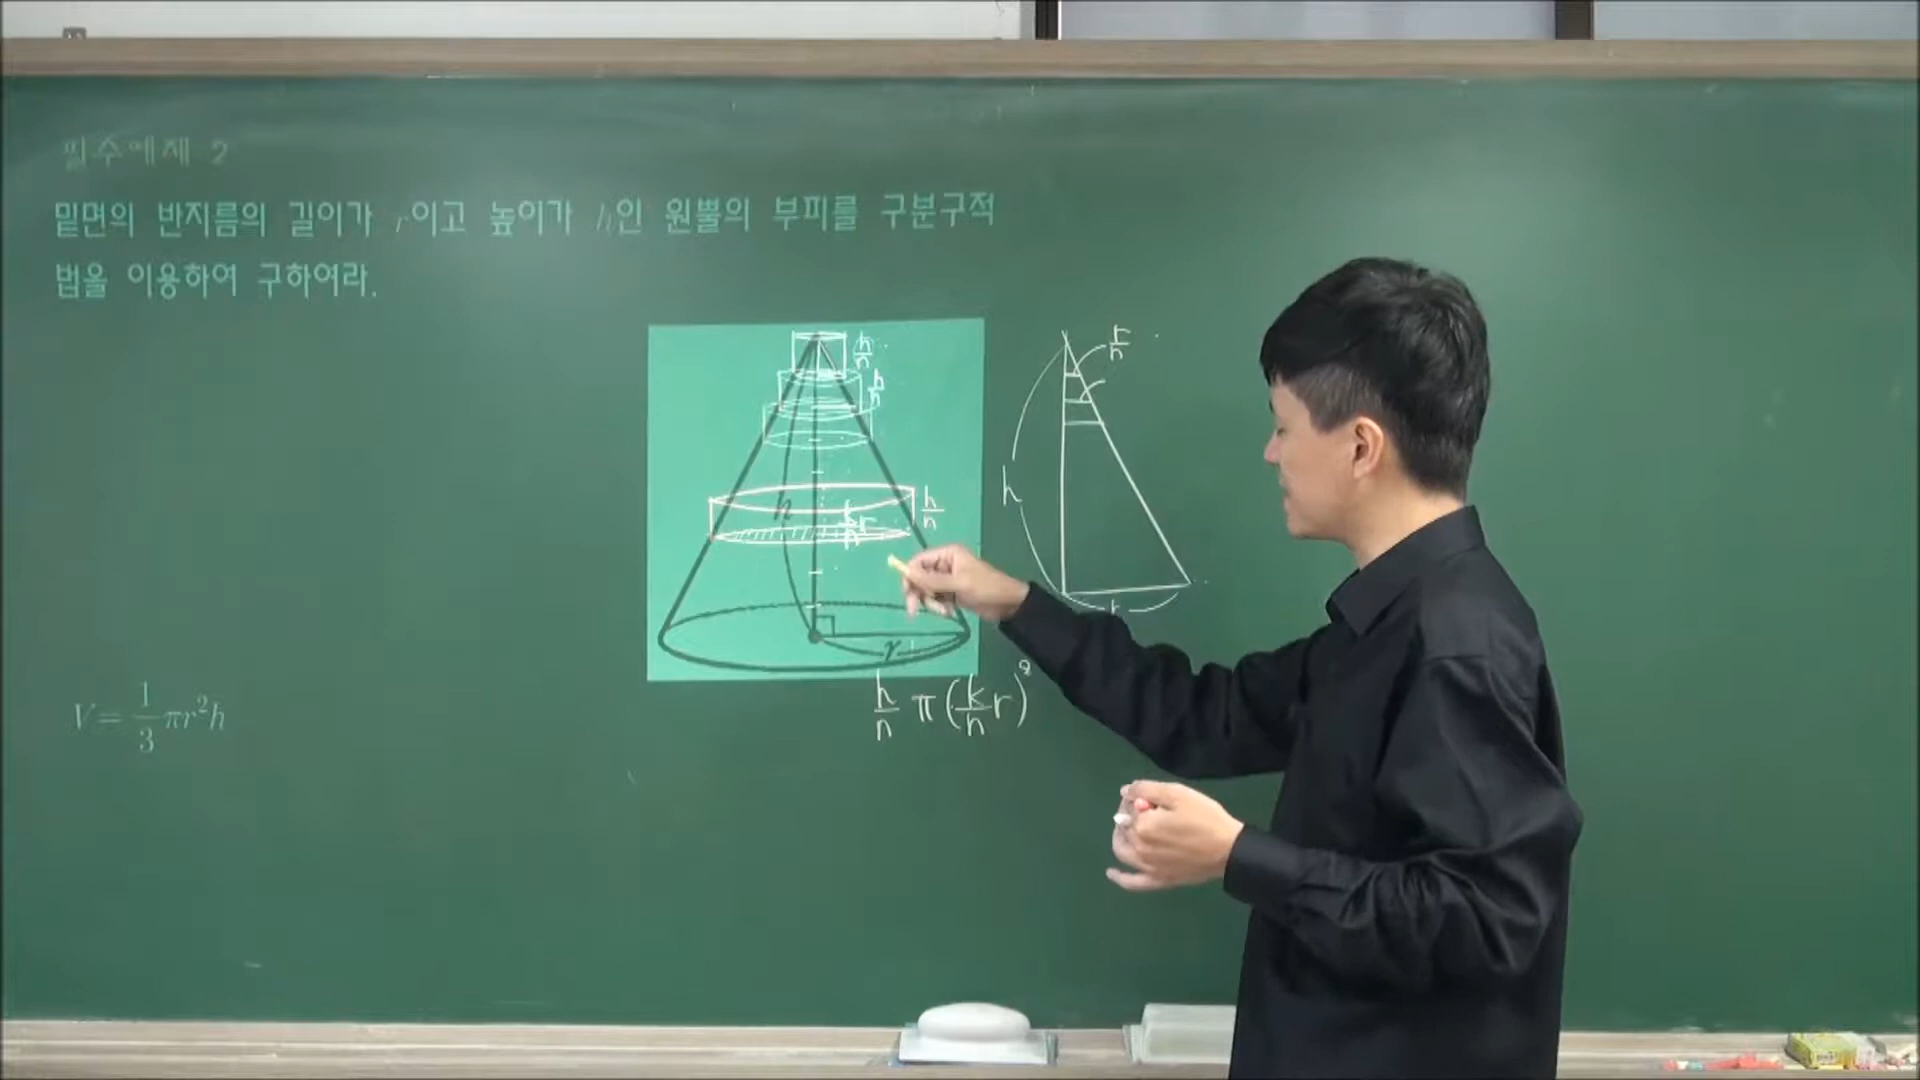 필수예제 2
밑면의 반지름의 길이가 r이고 높이가 h인 원뿔의 부피를 구분구적
법을 이용하여 구하여라.
h/n
h/n
r/n
h
h
h/n
k/n r
r
r
h/n π(k/n r)²
V=1/3 πr²h